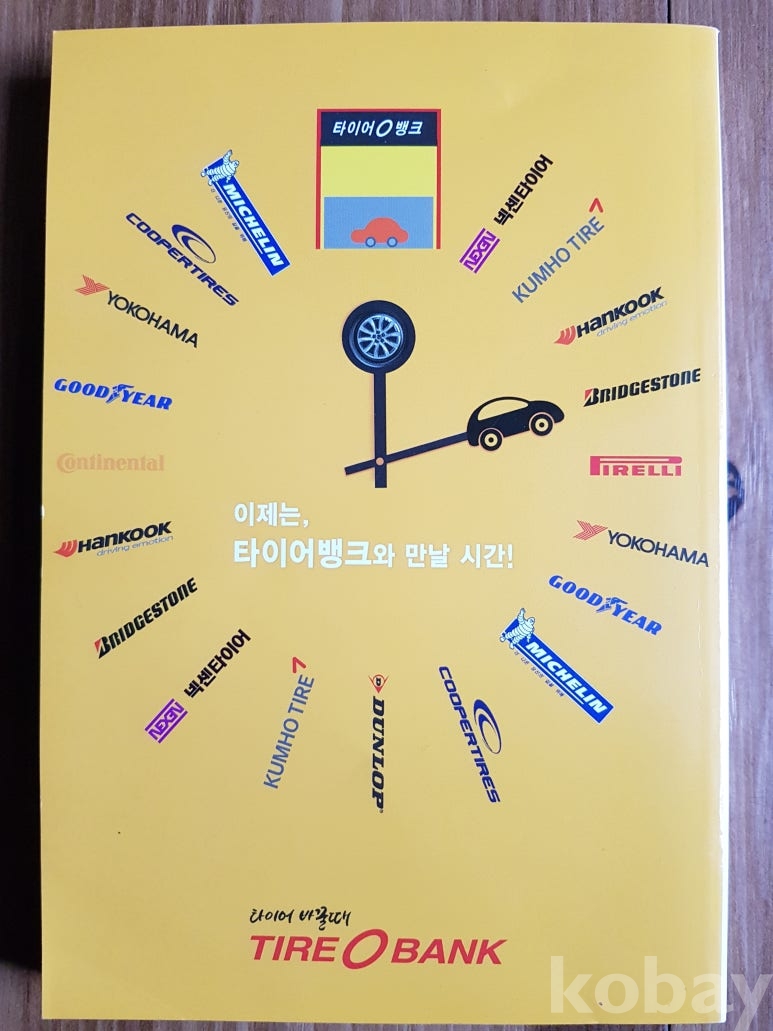 타이어 뱅크
NEXEN 넥센타이어
KUMHO TIRE
HANKOOK
driving emotion
BRIDGESTONE
PIRELLI
YOKOHAMA
GOODYEAR
MICHELIN
COOPERTIRES
DUNLOP
KUMHO TIRE
NEXEN 넥센타이어
BRIDGESTONE
HANKOOK
driving emotion
Continental
GOODYEAR
YOKOHAMA
COOPERTIRES
MICHELIN
이제는,
타이어뱅크와 만날 시간!
타이어 바꿀때
TIRE BANK
kobay